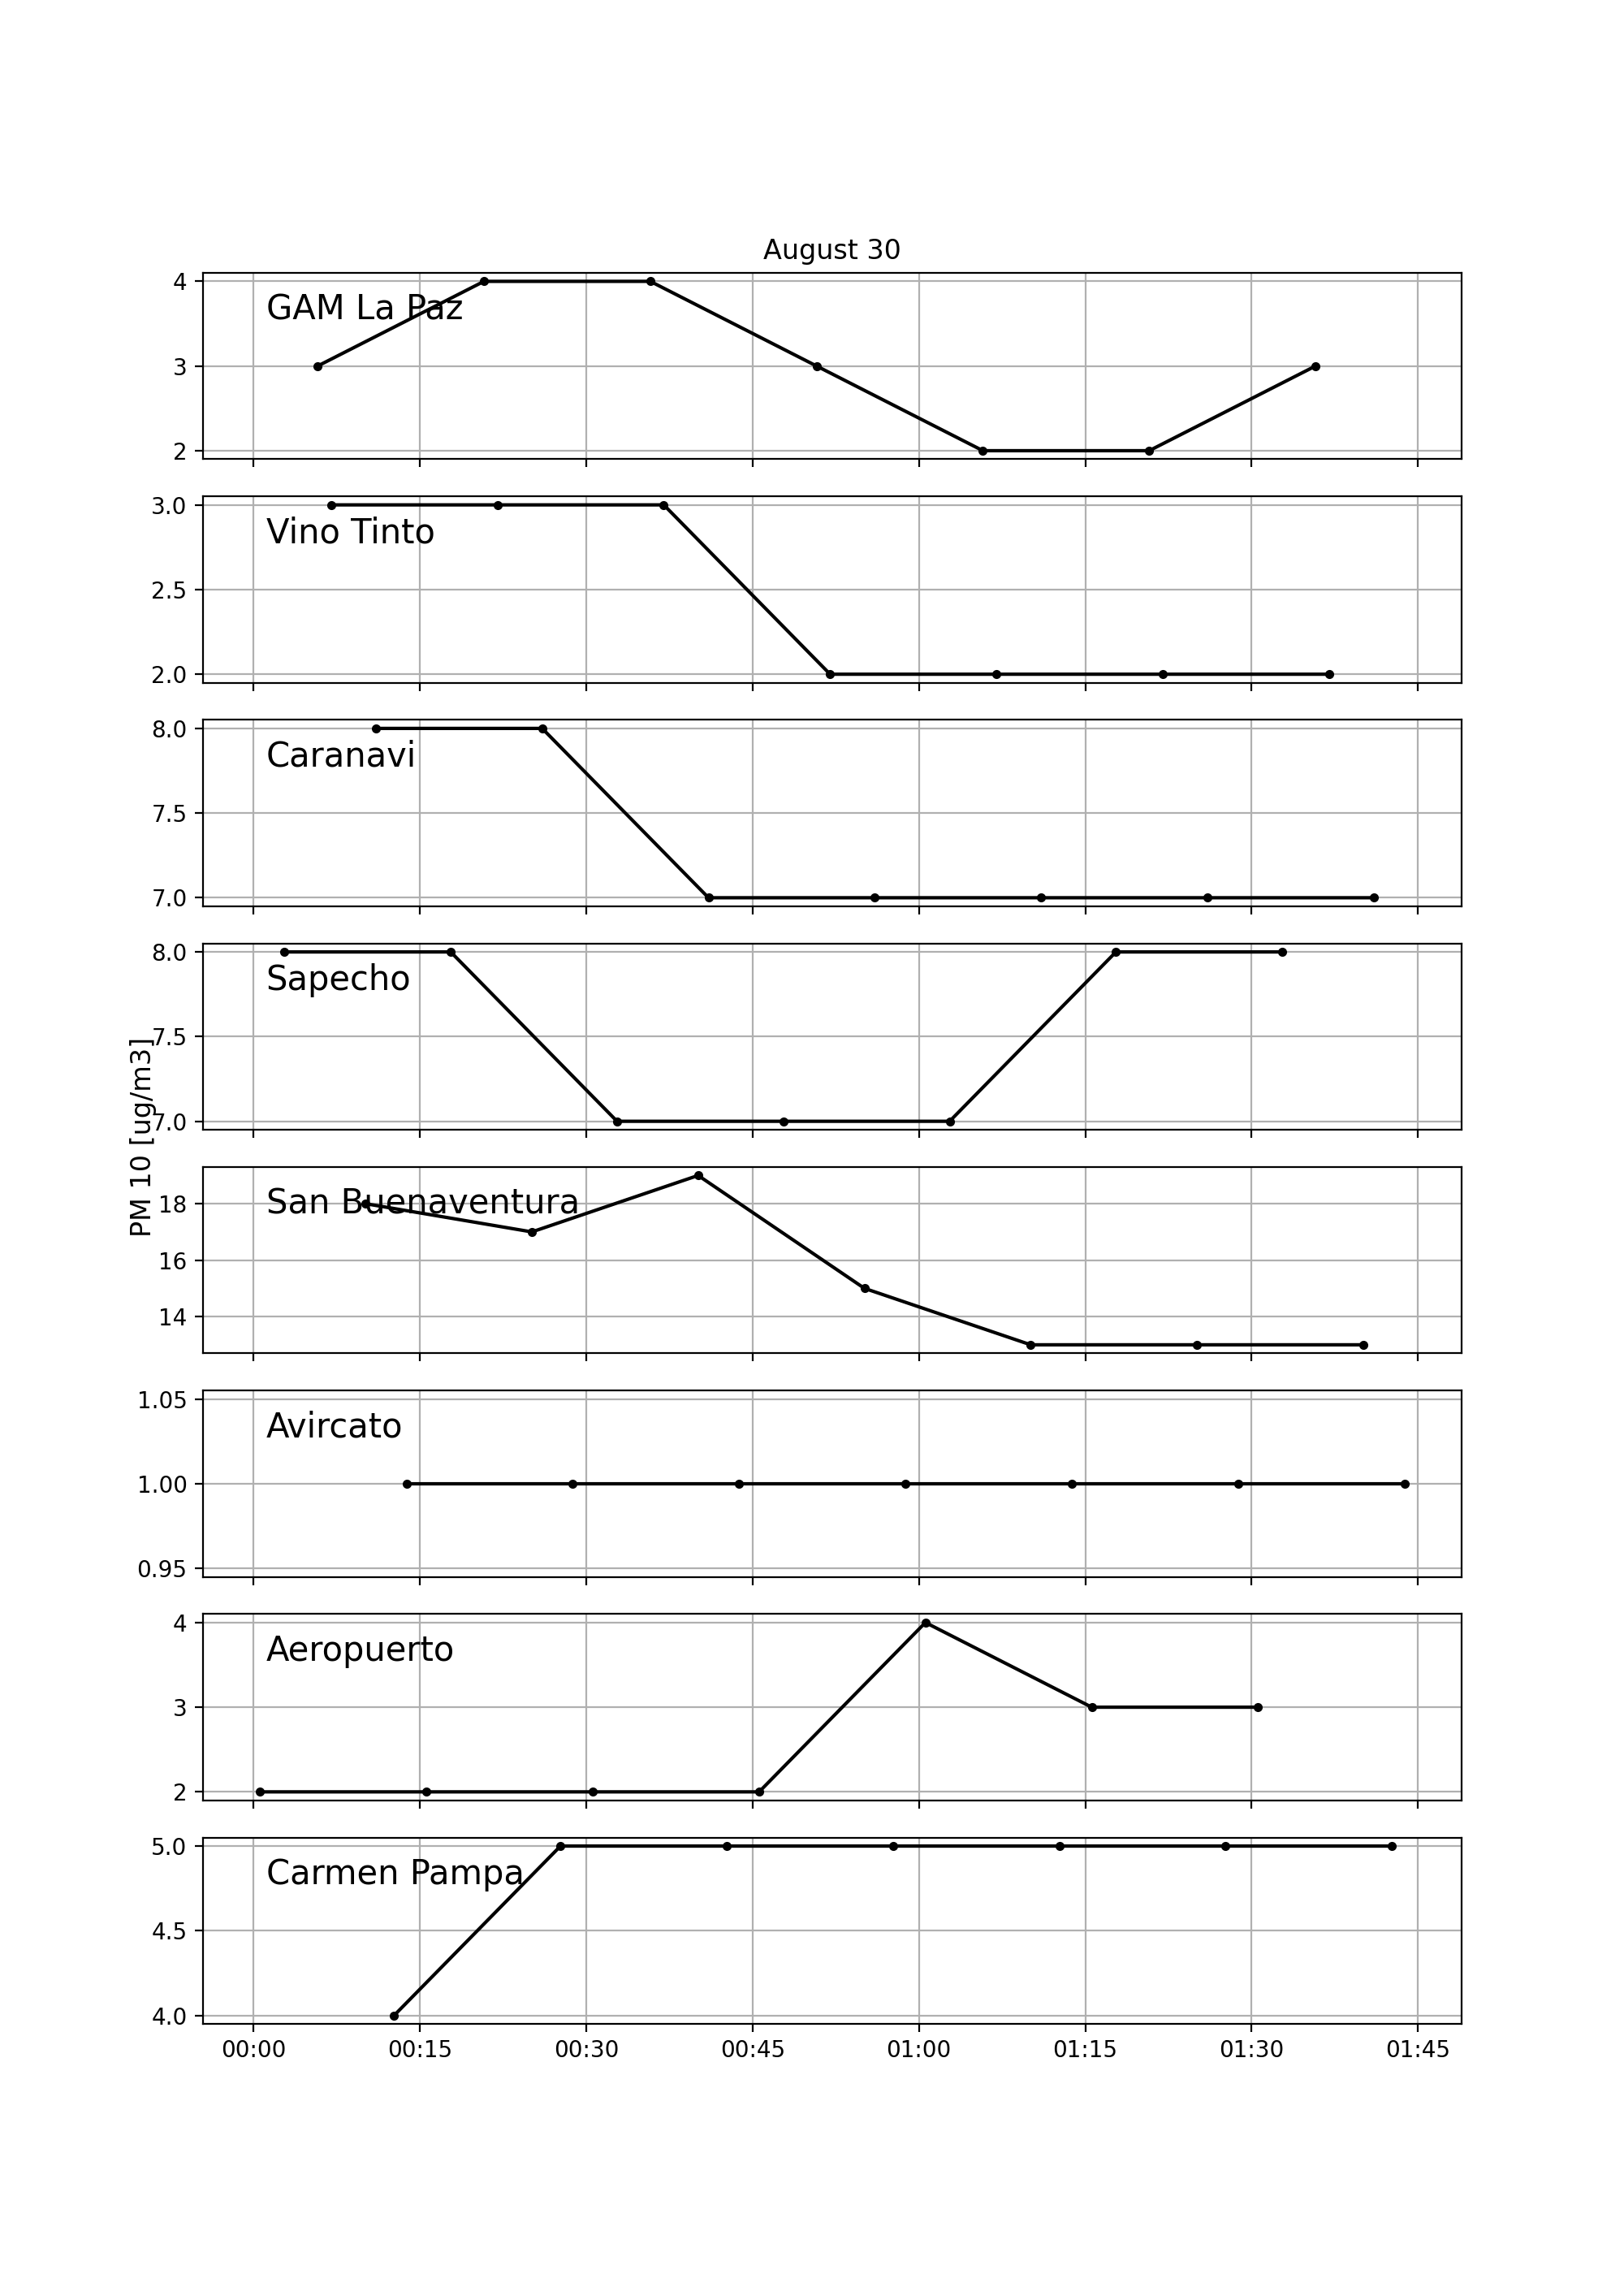 August 30
GAM La Paz
4
3
2
Vino Tinto
3.0
2.5
2.0
Caranavi
8.0
7.5
7.0
Sapecho
8.0
7.5
7.0
PM 10 [ug/m3]
San Buenaventura
18
16
14
Avircato
1.05
1.00
0.95
Aeropuerto
4
3
2
Carmen Pampa
5.0
4.5
4.0
00:00 00:15 00:30 00:45 01:00 01:15 01:30 01:45